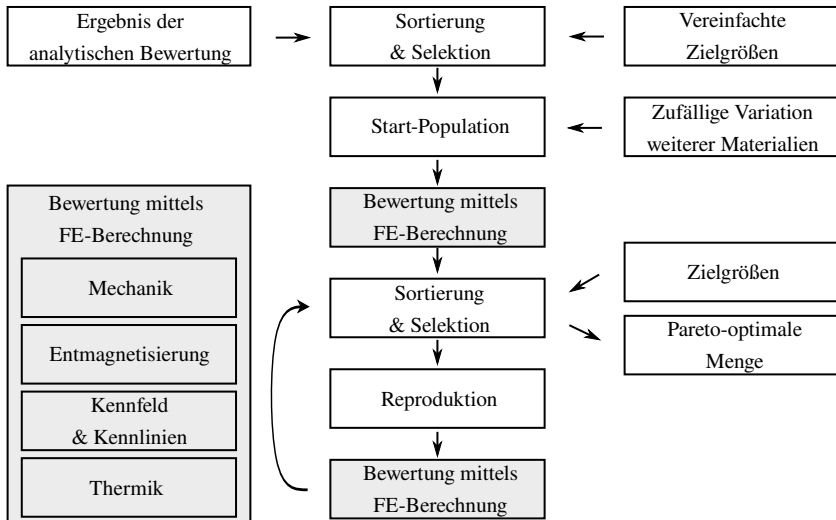 Ergebnis der
analytischen Bewertung
Sortierung
& Selektion
Vereinfachte
Zielgrößen
Start-Population
Zufällige Variation
weiterer Materialien
Bewertung mittels
FE-Berechnung
Bewertung mittels
FE-Berechnung
Mechanik
Entmagnetisierung
Kennfeld
& Kennlinien
Thermik
Sortierung
& Selektion
Zielgrößen
Pareto-optimale
Menge
Reproduktion
Bewertung mittels
FE-Berechnung